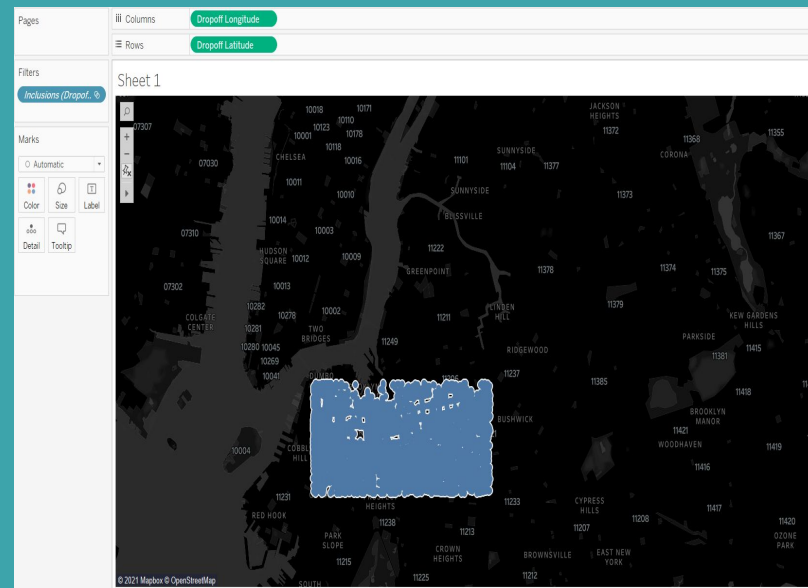 Pages
iii Columns
Dropoff Longitude
≡ Rows
Dropoff Latitude
Filters
Inclusions (Dropof..
Sheet 1
Marks
Automatic
Color
Size
Label
Detail
Tooltip
10018
10171
JACKSON
HEIGHTS
07307
10123
10110
11372
11355
10001
10178
11368
10118
SUNNYSIDE
CORONA
CHELSEA
10016
11101
07030
11104
11377
10011
SUNNYSIDE
11373
10010
10014
BLISSVILLE
07310
10003
11367
HUDSON
SQUARE
10012
11222
10009
GREENPOINT
11378
11374
11375
07302
10013
11379
10282
10278
10002
LINDEN
HILL
COLGATE
CENTER
11211
KEW GARDENS
HILLS
10281
TWO
BRIDGES
PARKSIDE
10280
10045
11249
RIDGEWOOD
11415
10269
11381
10041
DUMBO
11206
11237
11385
11418
BROOKLYN
MANOR
BUSHWICK
11421
10004
COBBL
HILL
WOODHAVEN
11419
11416
11231
11233
CYPRESS
HILLS
11417
RED HOOK
HEIGHTS
11208
11420
11238
11207
PARK
SLOPE
11213
OZONE
PARK
CROWN
HEIGHTS
BROWNSVILLE
EAST NEW
YORK
11215
11225
11212
SOUTH
© 2021 Mapbox © OpenStreetMap